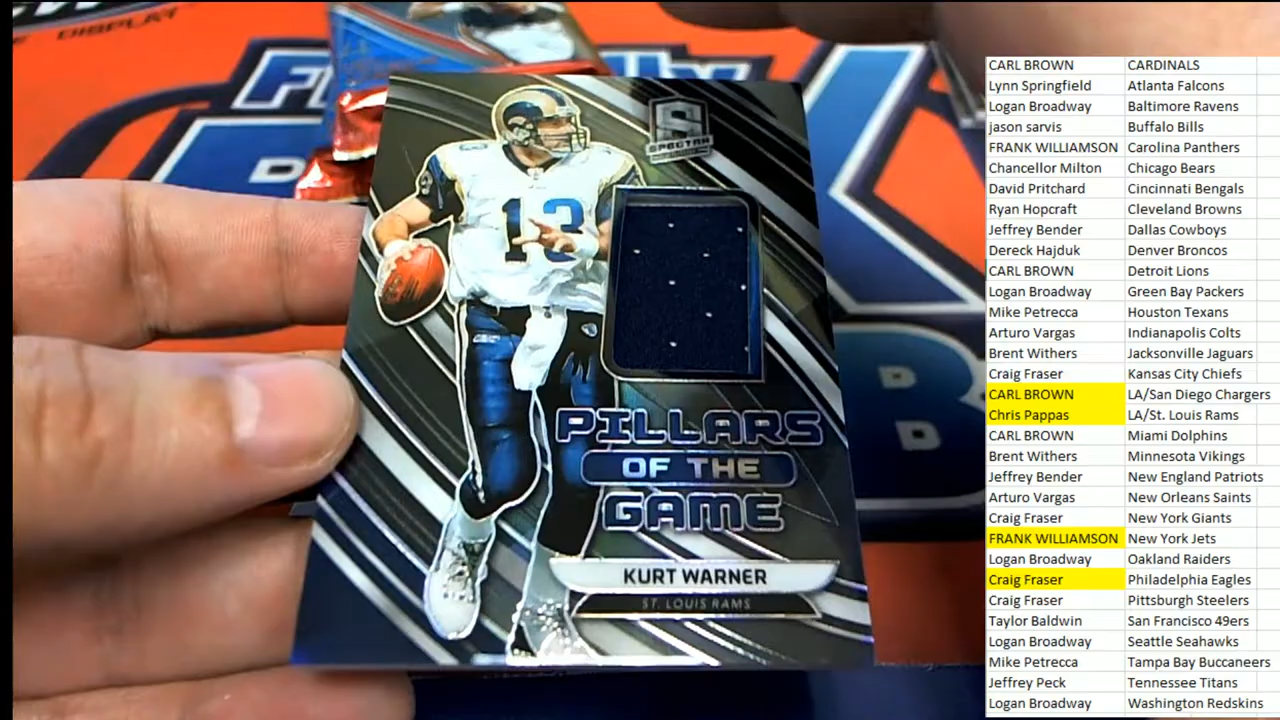 DISPLAY
SPECTRA
13
PILLARS
OF THE
GAME
KURT WARNER
ST. LOUIS RAMS
CARL BROWN CARDINALS
Lynn Springfield Atlanta Falcons
Logan Broadway Baltimore Ravens
jason sarvis Buffalo Bills
FRANK WILLIAMSON Carolina Panthers
Chancellor Milton Chicago Bears
David Pritchard Cincinnati Bengals
Ryan Hopcraft Cleveland Browns
Jeffrey Bender Dallas Cowboys
Dereck Hajduk Denver Broncos
CARL BROWN Detroit Lions
Logan Broadway Green Bay Packers
Mike Petrecca Houston Texans
Arturo Vargas Indianapolis Colts
Brent Withers Jacksonville Jaguars
Craig Fraser Kansas City Chiefs
CARL BROWN LA/San Diego Chargers
Chris Pappas LA/St. Louis Rams
CARL BROWN Miami Dolphins
Brent Withers Minnesota Vikings
Jeffrey Bender New England Patriots
Arturo Vargas New Orleans Saints
Craig Fraser New York Giants
FRANK WILLIAMSON New York Jets
Logan Broadway Oakland Raiders
Craig Fraser Philadelphia Eagles
Craig Fraser Pittsburgh Steelers
Taylor Baldwin San Francisco 49ers
Logan Broadway Seattle Seahawks
Mike Petrecca Tampa Bay Buccaneers
Jeffrey Peck Tennessee Titans
Logan Broadway Washington Redskins